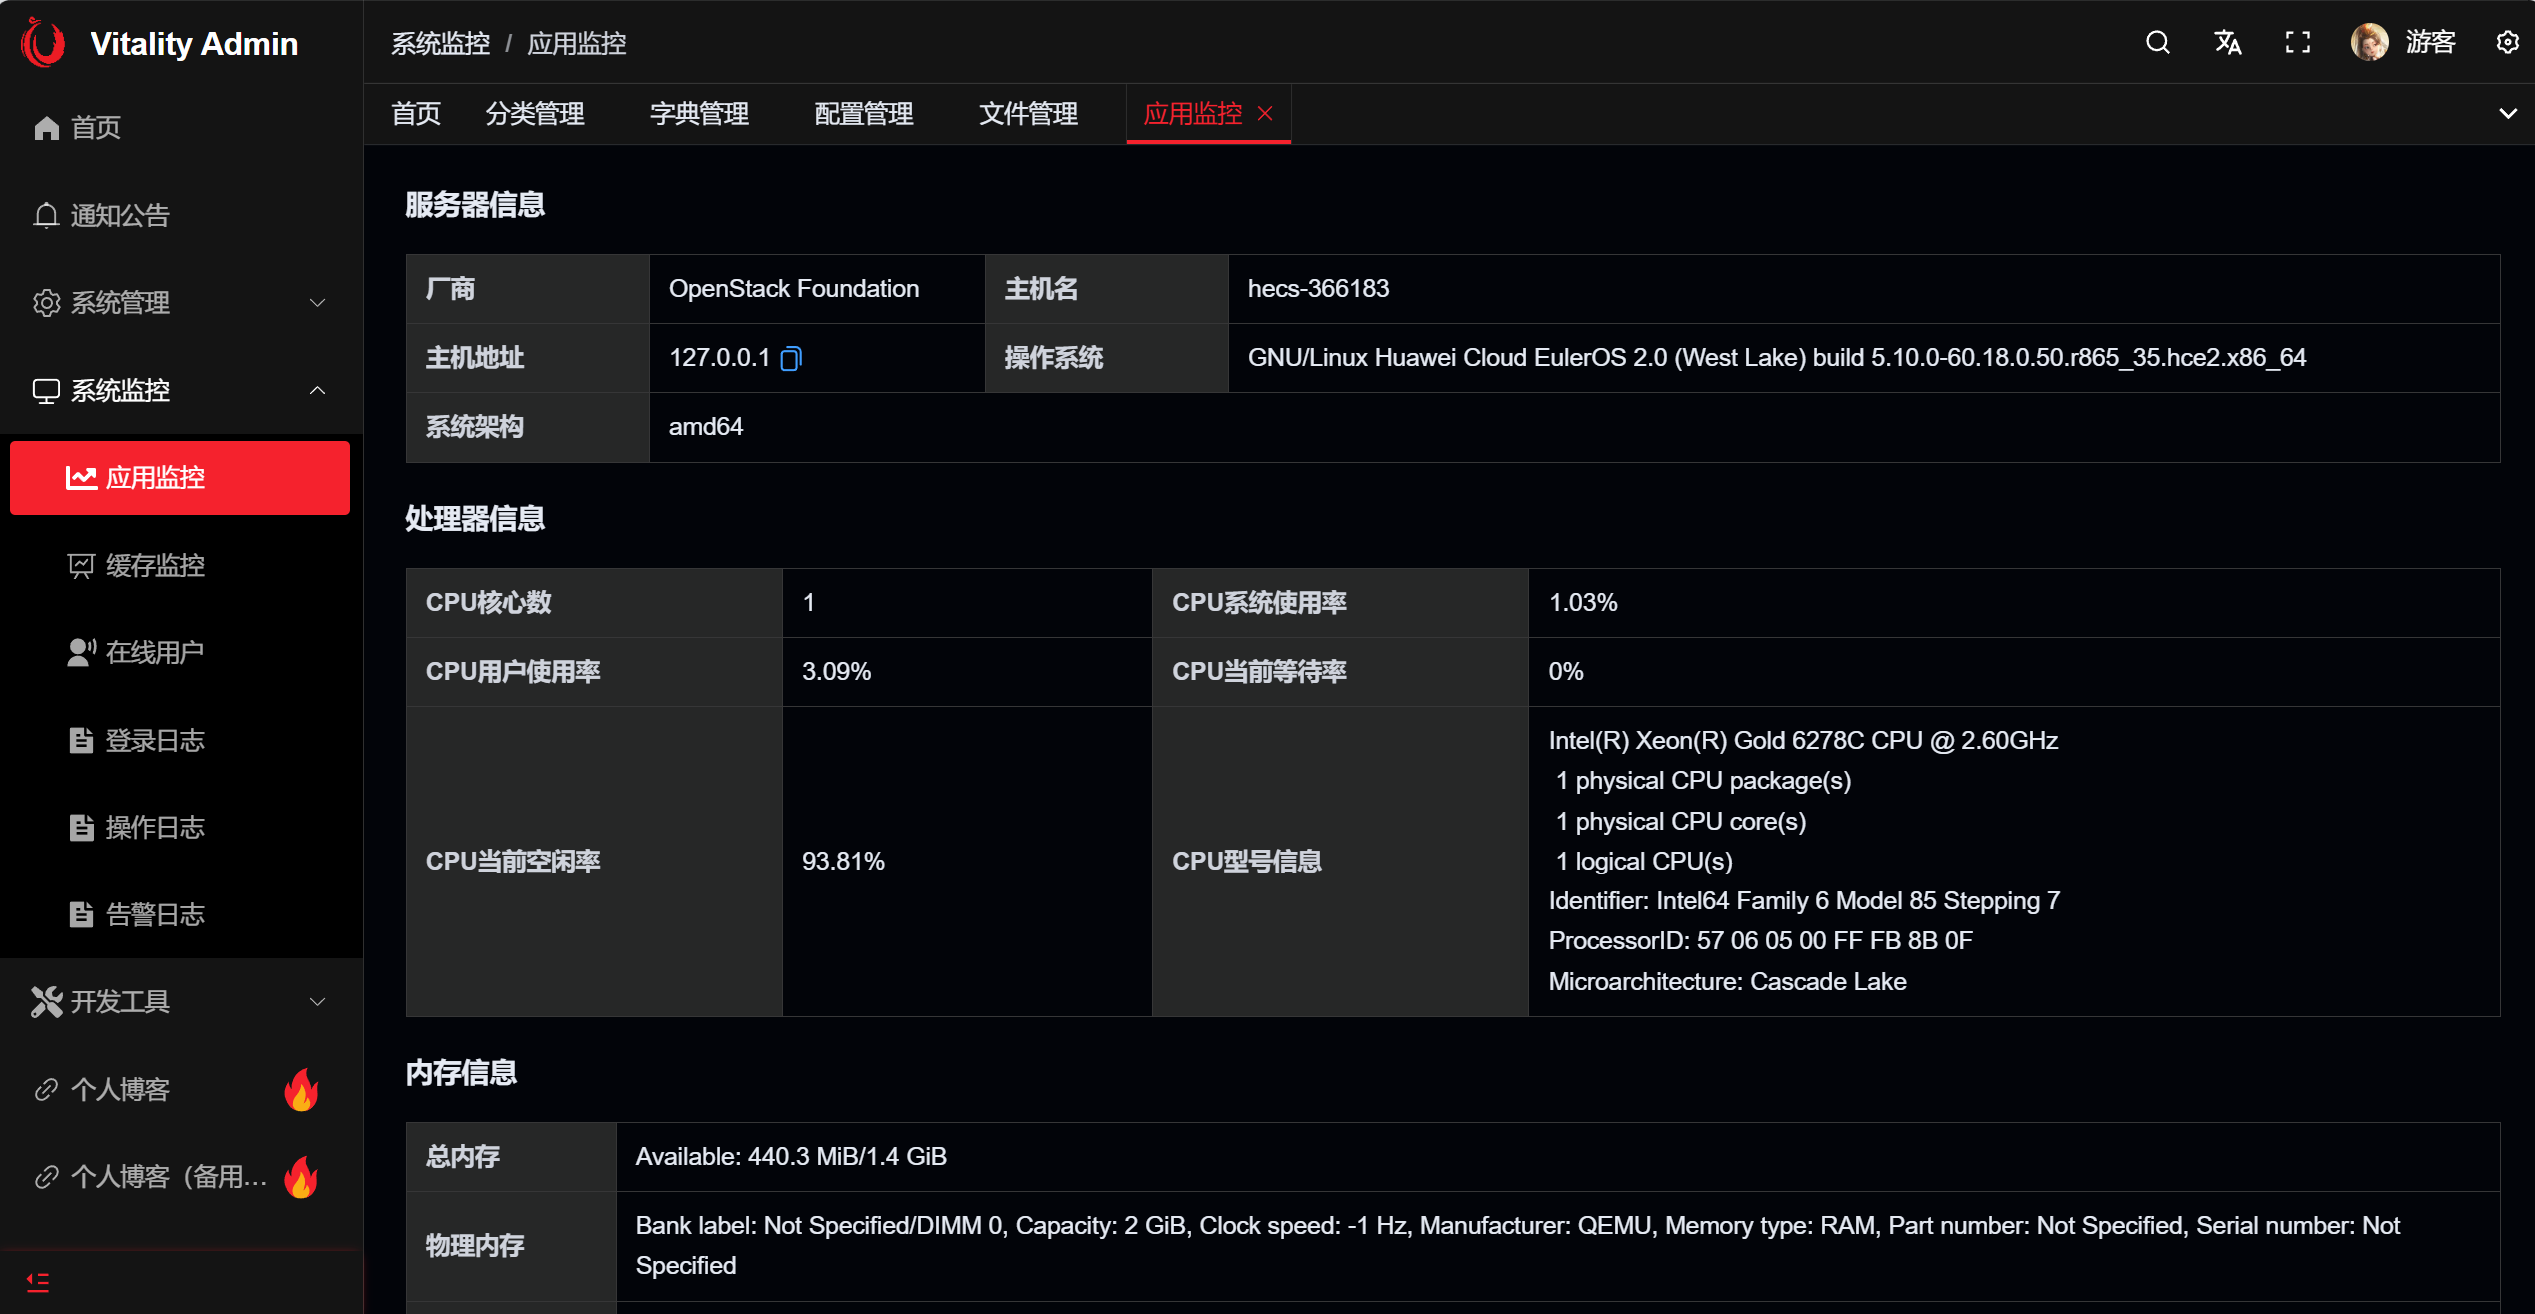 Vitality Admin
首页
通知公告
系统管理
系统监控
应用监控
缓存监控
在线用户
登录日志
操作日志
告警日志
开发工具
个人博客
个人博客（备用...
系统监控 / 应用监控
游客
首页 分类管理 字典管理 配置管理 文件管理 应用监控
服务器信息
厂商 OpenStack Foundation 主机名 hecs-366183
主机地址 127.0.0.1 操作系统 GNU/Linux Huawei Cloud EulerOS 2.0 (West Lake) build 5.10.0-60.18.0.50.r865_35.hce2.x86_64
系统架构 amd64
处理器信息
CPU核心数 1 CPU系统使用率 1.03%
CPU用户使用率 3.09% CPU当前等待率 0%
CPU当前空闲率 93.81% CPU型号信息
Intel(R) Xeon(R) Gold 6278C CPU @ 2.60GHz
1 physical CPU package(s)
1 physical CPU core(s)
1 logical CPU(s)
Identifier: Intel64 Family 6 Model 85 Stepping 7
ProcessorID: 57 06 05 00 FF FB 8B 0F
Microarchitecture: Cascade Lake
内存信息
总内存 Available: 440.3 MiB/1.4 GiB
物理内存 Bank label: Not Specified/DIMM 0, Capacity: 2 GiB, Clock speed: -1 Hz, Manufacturer: QEMU, Memory type: RAM, Part number: Not Specified, Serial number: Not
Specified